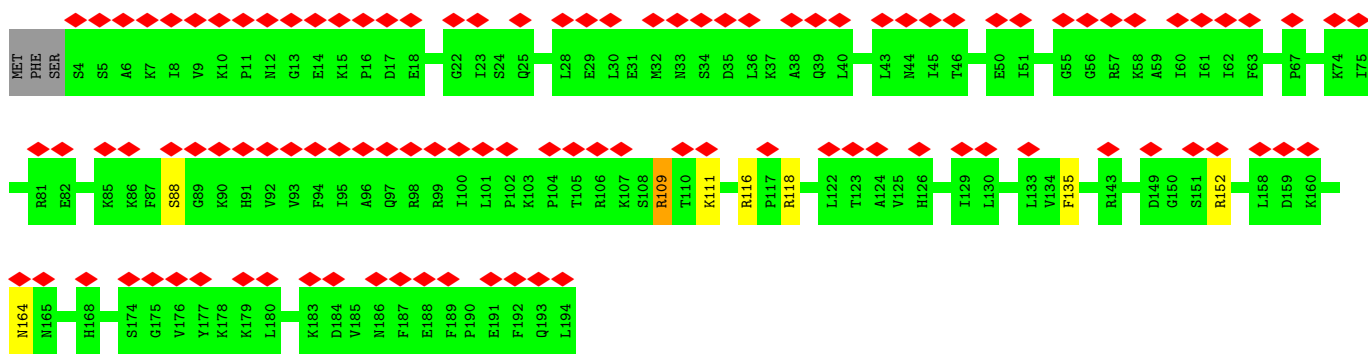 MET PHE SER S4 S5 A6 K7 I8 V9 K10 P11 N12 G13 E14 K15 P16 D17 E18 G22 I23 S24 Q25 L28 E29 L30 E31 M32 N33 S34 D35 L36 K37 A38 Q39 L40 L43 N44 I45 T46 E50 I51 G55 G56 R57 K58 A59 I60 I61 I62 F63 P67 K74 I75
R81 E82 K85 K86 F87 S88 G89 K90 H91 V92 V93 F94 I95 A96 Q97 R98 R99 I100 L101 P102 K103 P104 T105 R106 K107 S108 R109 T110 K111 R116 P117 R118 L122 T123 A124 V125 H126 I129 L130 L133 V134 F135 R143 D149 G150 S151 R152 L158 D159 K160
N164 N165 H168 S174 G175 V176 Y177 K178 K179 L180 K183 D184 V185 N186 F187 E188 F189 P190 E191 F192 Q193 L194